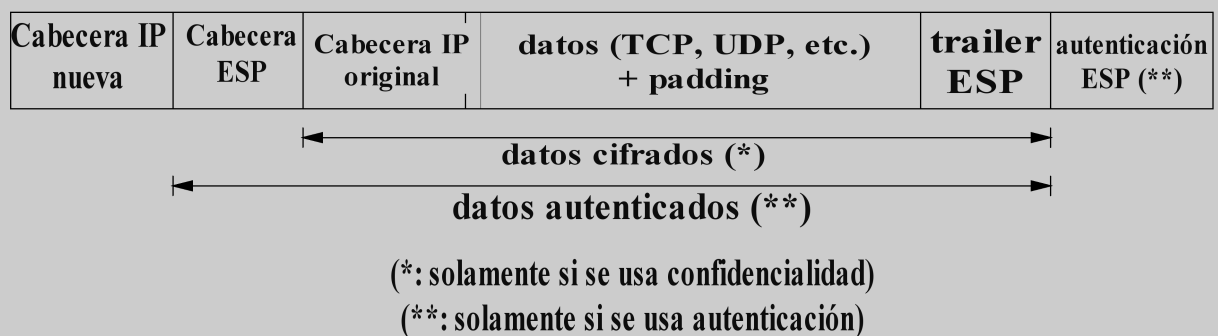 Cabecera IP
nueva
Cabecera
ESP
Cabecera IP
original
datos (TCP, UDP, etc.)
+ padding
trailer
ESP
autenticación
ESP (**)
datos cifrados (*)
datos autenticados (**)
(*: solamente si se usa confidencialidad)
(**: solamente si se usa autenticación)